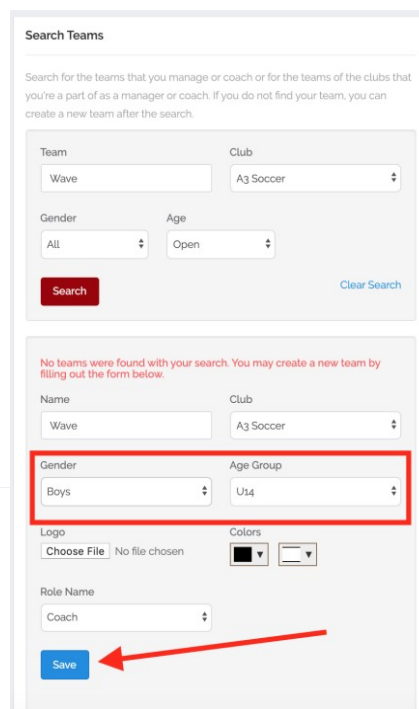 Search Teams
Search for the teams that you manage or coach or for the teams of the clubs that
you're a part of as a manager or coach. If you do not find your team, you can
create a new team after the search.
Team Club
Wave A3 Soccer
Gender Age
All Open
Search Clear Search
No teams were found with your search. You may create a new team by
filling out the form below.
Name Club
Wave A3 Soccer
Gender Age Group
Boys U14
Logo Colors
Choose File No file chosen
Role Name
Coach
Save